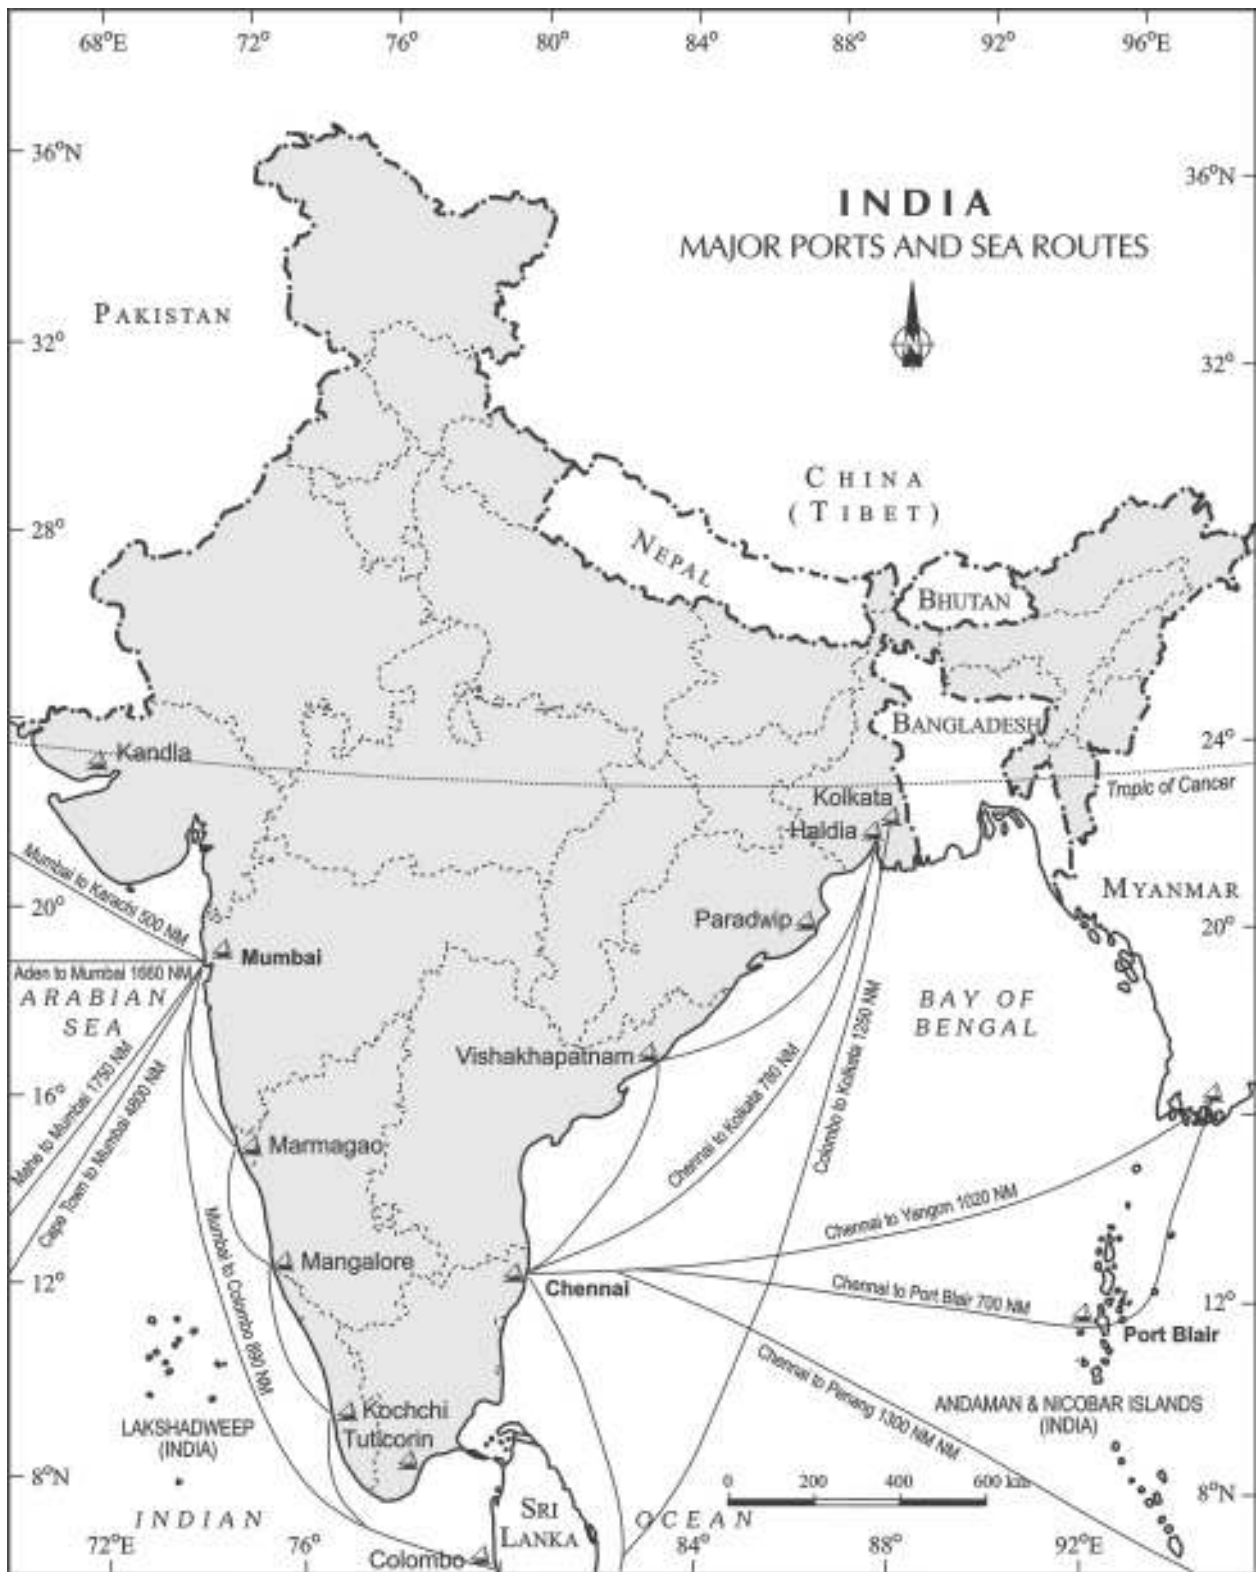 68°E 72° 76° 80° 84° 88° 92° 96°E
36°N
36°N
INDIA
MAJOR PORTS AND SEA ROUTES
PAKISTAN
32°
32°
CHINA
(TIBET)
28°
28°
NEPAL
BHUTAN
BANGLADESH
24°
Kandla
Tropic of Cancer
Kolkata
Haldia
MYANMAR
Mumbai to Karachi 500 NM
20°
20°
Paradwip
Mumbai
Aden to Mumbai 1660 NM
ARABIAN
SEA
BAY OF
BENGAL
Vishakhapatnam
Colombo to Kolkata 1250 NM
Mahe to Mumbai 1750 NM
Cape Town to Mumbai 4800 NM
Chennai to Kolkata 780 NM
16°
16°
Marmagao
Chennai to Yangon 1020 NM
Mumbai to Colombo 890 NM
Mangalore
12°
Chennai
Chennai to Port Blair 700 NM
12°
Port Blair
Chennai to Penang 1300 NM NM
Kochchi
LAKSHADWEEP
(INDIA)
Tuticorin
ANDAMAN & NICOBAR ISLANDS
(INDIA)
8°N
0 200 400 600 km
8°N
INDIAN
SRI
LANKA
OCEAN
Colombo
72°E 76° 84° 88° 92°E